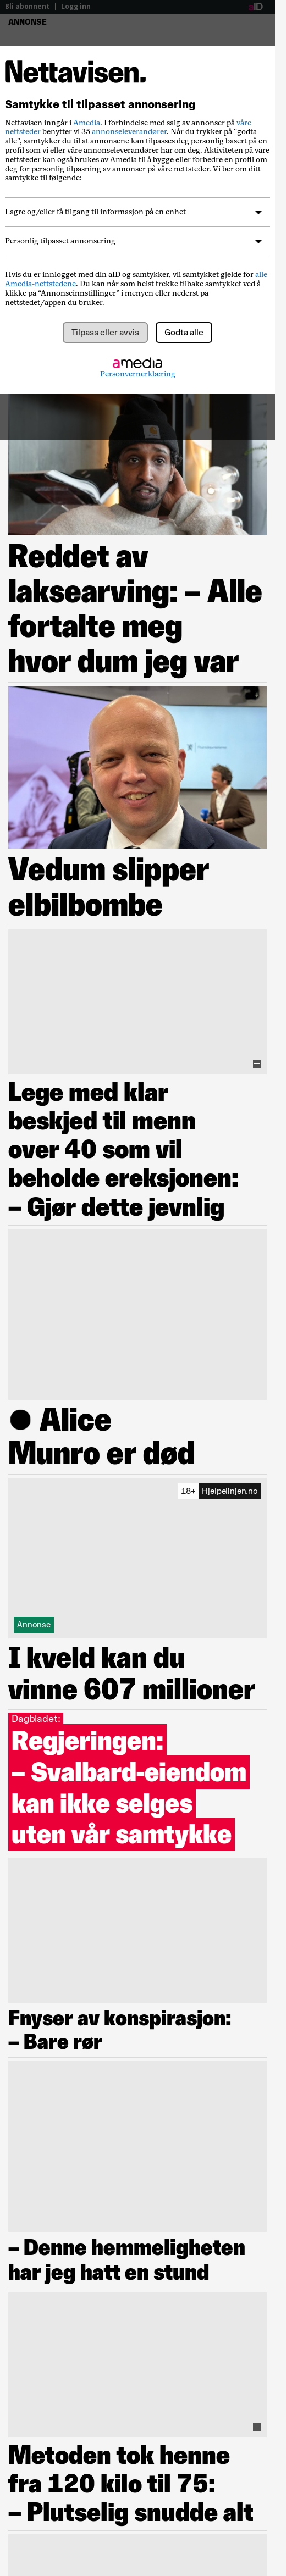 Bli abonnent | Logg inn
aID
ANNONSE
Nettavisen.
Samtykke til tilpasset annonsering
Nettavisen inngår i Amedia. I forbindelse med salg av annonser på våre
nettsteder benytter vi 35 annonseleverandører. Når du trykker på "godta
alle", samtykker du til at annonsene kan tilpasses deg personlig basert på en
profil som vi eller våre annonseleverandører har om deg. Aktiviteten på våre
nettsteder kan også brukes av Amedia til å bygge eller forbedre en profil om
deg for personlig tilpasning av annonser på våre nettsteder. Vi ber om ditt
samtykke til følgende:
Lagre og/eller få tilgang til informasjon på en enhet
Personlig tilpasset annonsering
Hvis du er innlogget med din aID og samtykker, vil samtykket gjelde for alle
Amedia-nettstedene. Du kan når som helst trekke tilbake samtykket ved å
klikke på "Annonseinnstillinger" i menyen eller nederst på
nettstedet/appen du bruker.
Tilpass eller avvis
Godta alle
amedia
Personvernerklæring
Reddet av
laksearving: – Alle
fortalte meg
hvor dum jeg var
Vedum slipper
elbilbombe
Lege med klar
beskjed til menn
over 40 som vil
beholde ereksjonen:
– Gjør dette jevnlig
● Alice
Munro er død
18+ Hjelpelinjen.no
Annonse
I kveld kan du
vinne 607 millioner
Dagbladet:
Regjeringen:
– Svalbard-eiendom
kan ikke selges
uten vår samtykke
Fnyser av konspirasjon:
– Bare rør
– Denne hemmeligheten
har jeg hatt en stund
Metoden tok henne
fra 120 kilo til 75:
– Plutselig snudde alt